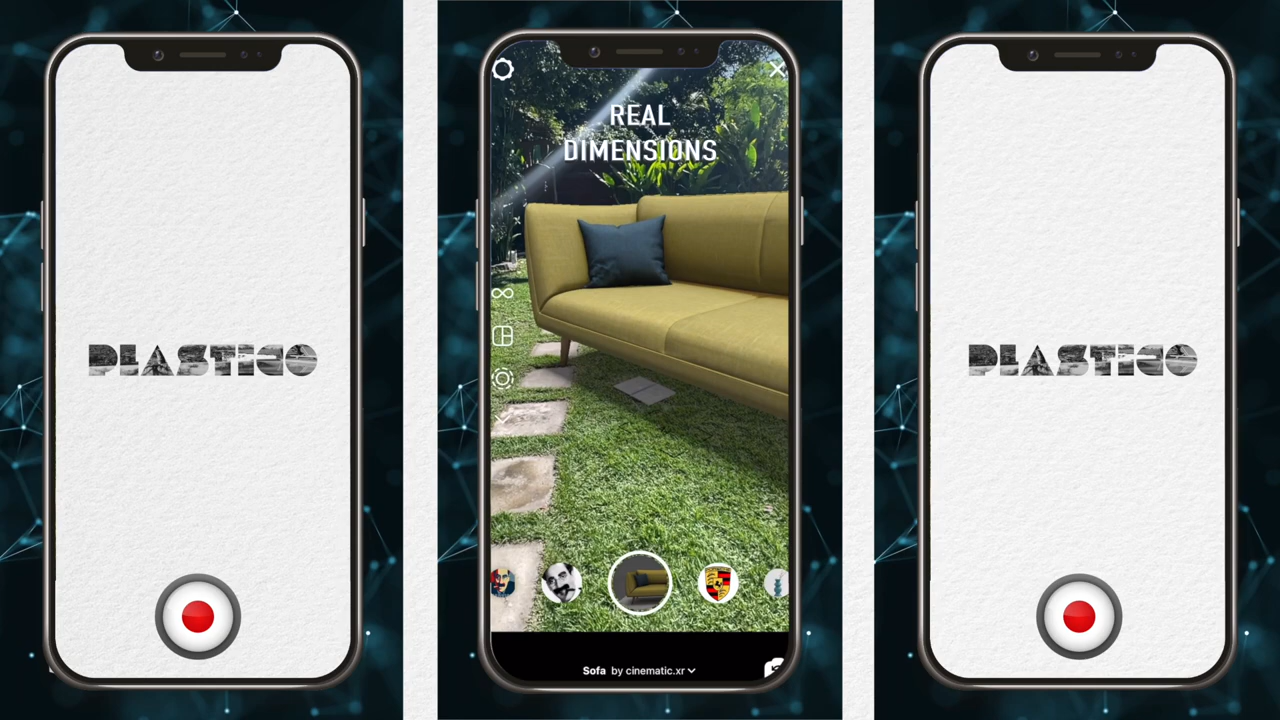 PLASTICO
REAL
DIMENSIONS
Sofa by cinematic.xr
PLASTICO